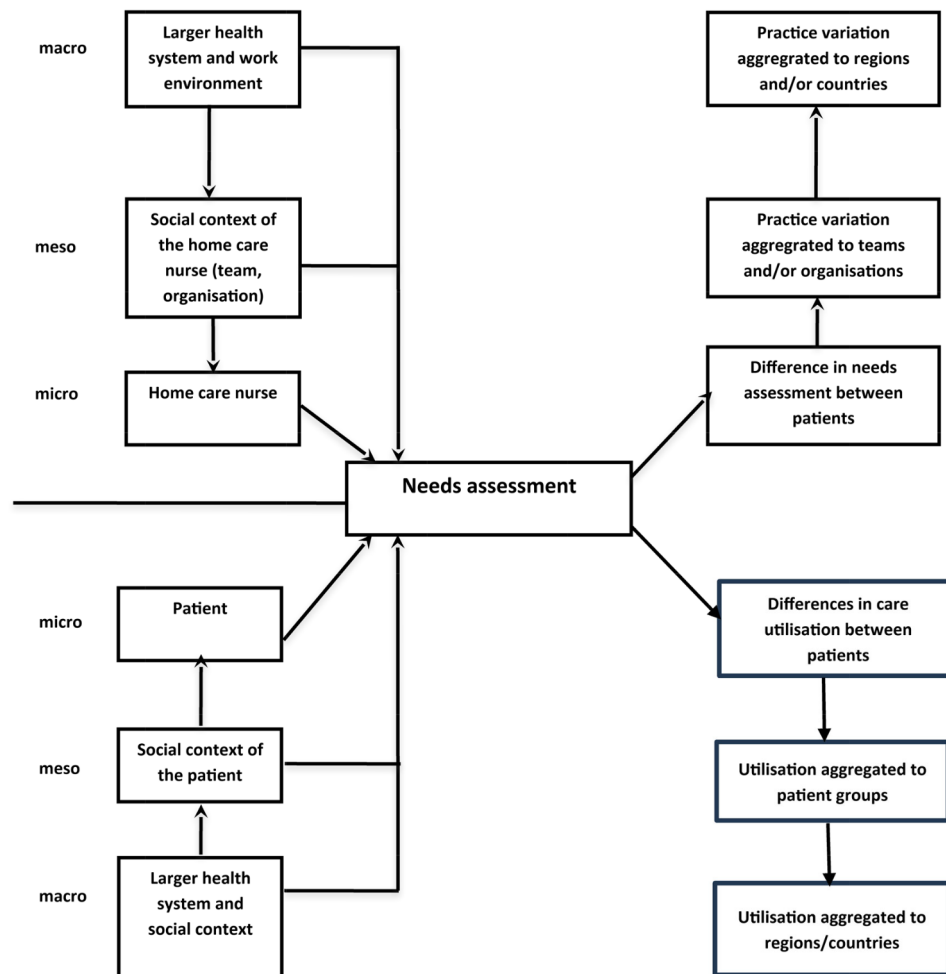 macro
Larger health
system and work
environment
Practice variation
aggregrated to regions
and/or countries
meso
Social context of
the home care
nurse (team,
organisation)
Practice variation
aggregrated to teams
and/or organisations
micro
Home care nurse
Difference in needs
assessment between
patients
Needs assessment
micro
Patient
Differences in care
utilisation between
patients
meso
Social context of
the patient
Utilisation aggregated to
patient groups
macro
Larger health
system and
social context
Utilisation aggregated to
regions/countries